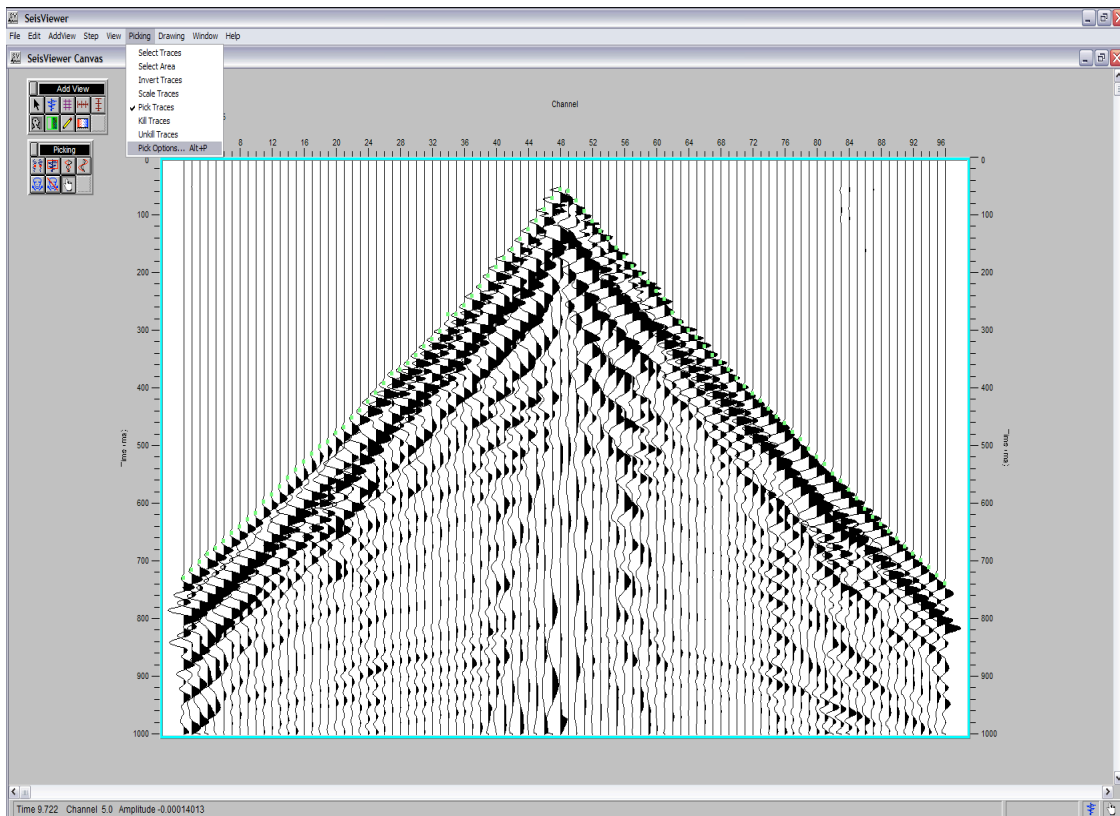 SeisViewer
File Edit AddView Step View Picking Drawing Window Help
SeisViewer Canvas
Select Traces
Select Area
Invert Traces
Scale Traces
Pick Traces
Kill Traces
Unkill Traces
Pick Options... Alt+P
Add View
Picking
Channel
8 12 16 20 24 28 32 36 40 44 48 52 56 60 64 68 72 76 80 84 88 92 96
0 0
100 100
200 200
300 300
400 400
Time (ms) Time (ms)
500 500
600 600
700 700
800 800
900 900
1000 1000
Time 9.722 Channel 5.0 Amplitude -0.00014013